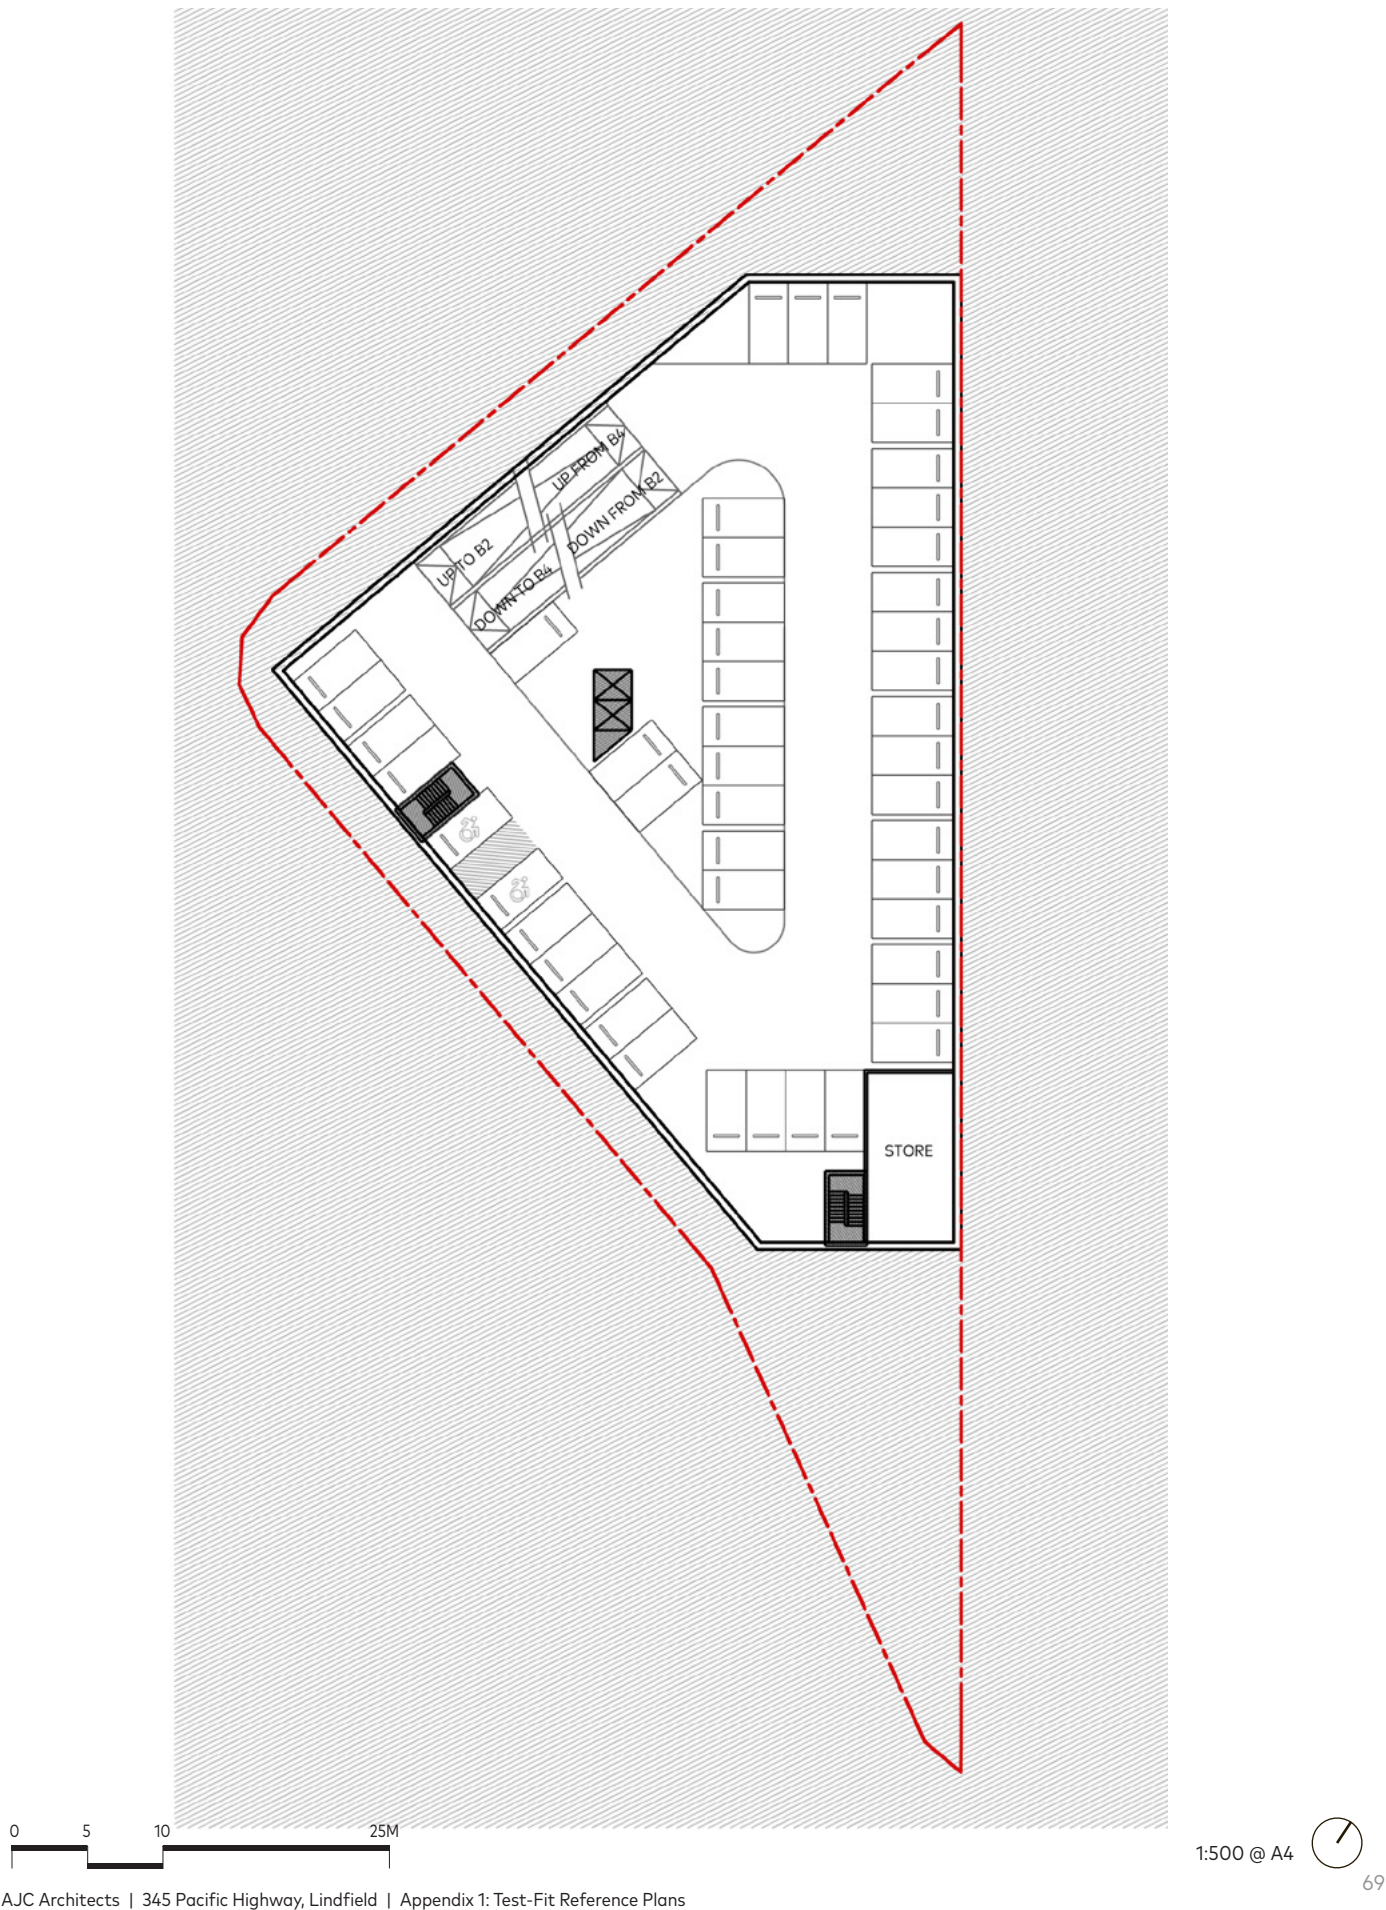 UP FROM B4
DOWN FROM B2
UP TO B2
DOWN TO B4
STORE
0 5 10 25M
1:500 @ A4
69
AJC Architects | 345 Pacific Highway, Lindfield | Appendix 1: Test-Fit Reference Plans